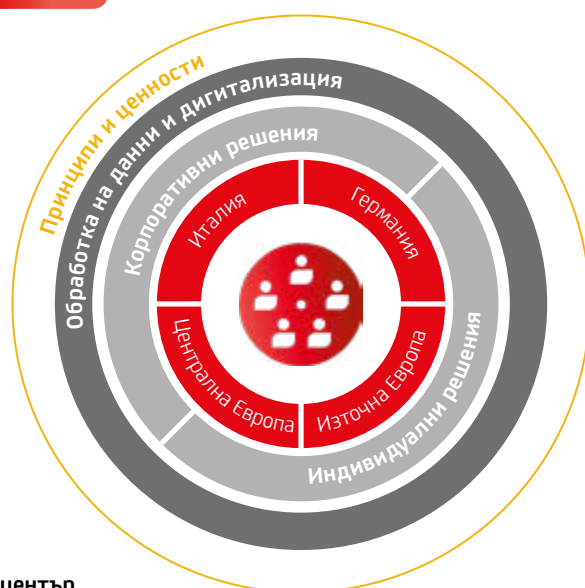 Принципи и ценности
Обработка на данни и дигитализация
Корпоративни решения
Италия
Германия
Централна Европа
Източна Европа
Индивидуални решения
център